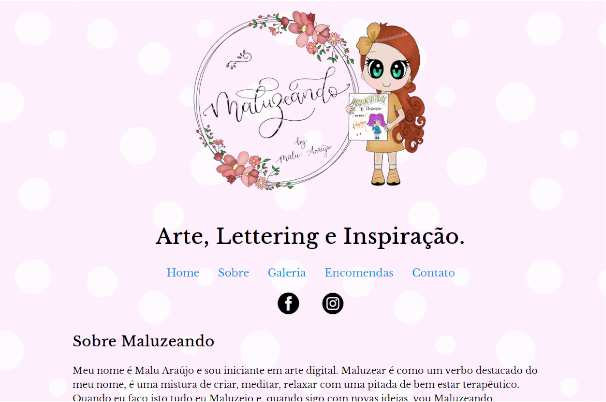 Maluzeando
by
Malu Araújo
Arte, Lettering e Inspiração.
Home Sobre Galeria Encomendas Contato
Sobre Maluzeando
Meu nome é Malu Araújo e sou iniciante em arte digital. Maluzear é como um verbo destacado do
meu nome, é uma mistura de criar, meditar, relaxar com uma pitada de bem estar terapêutico.
Quando eu faço isto tudo eu Maluzeio e, quando sigo com novas ideias, vou Maluzeando.